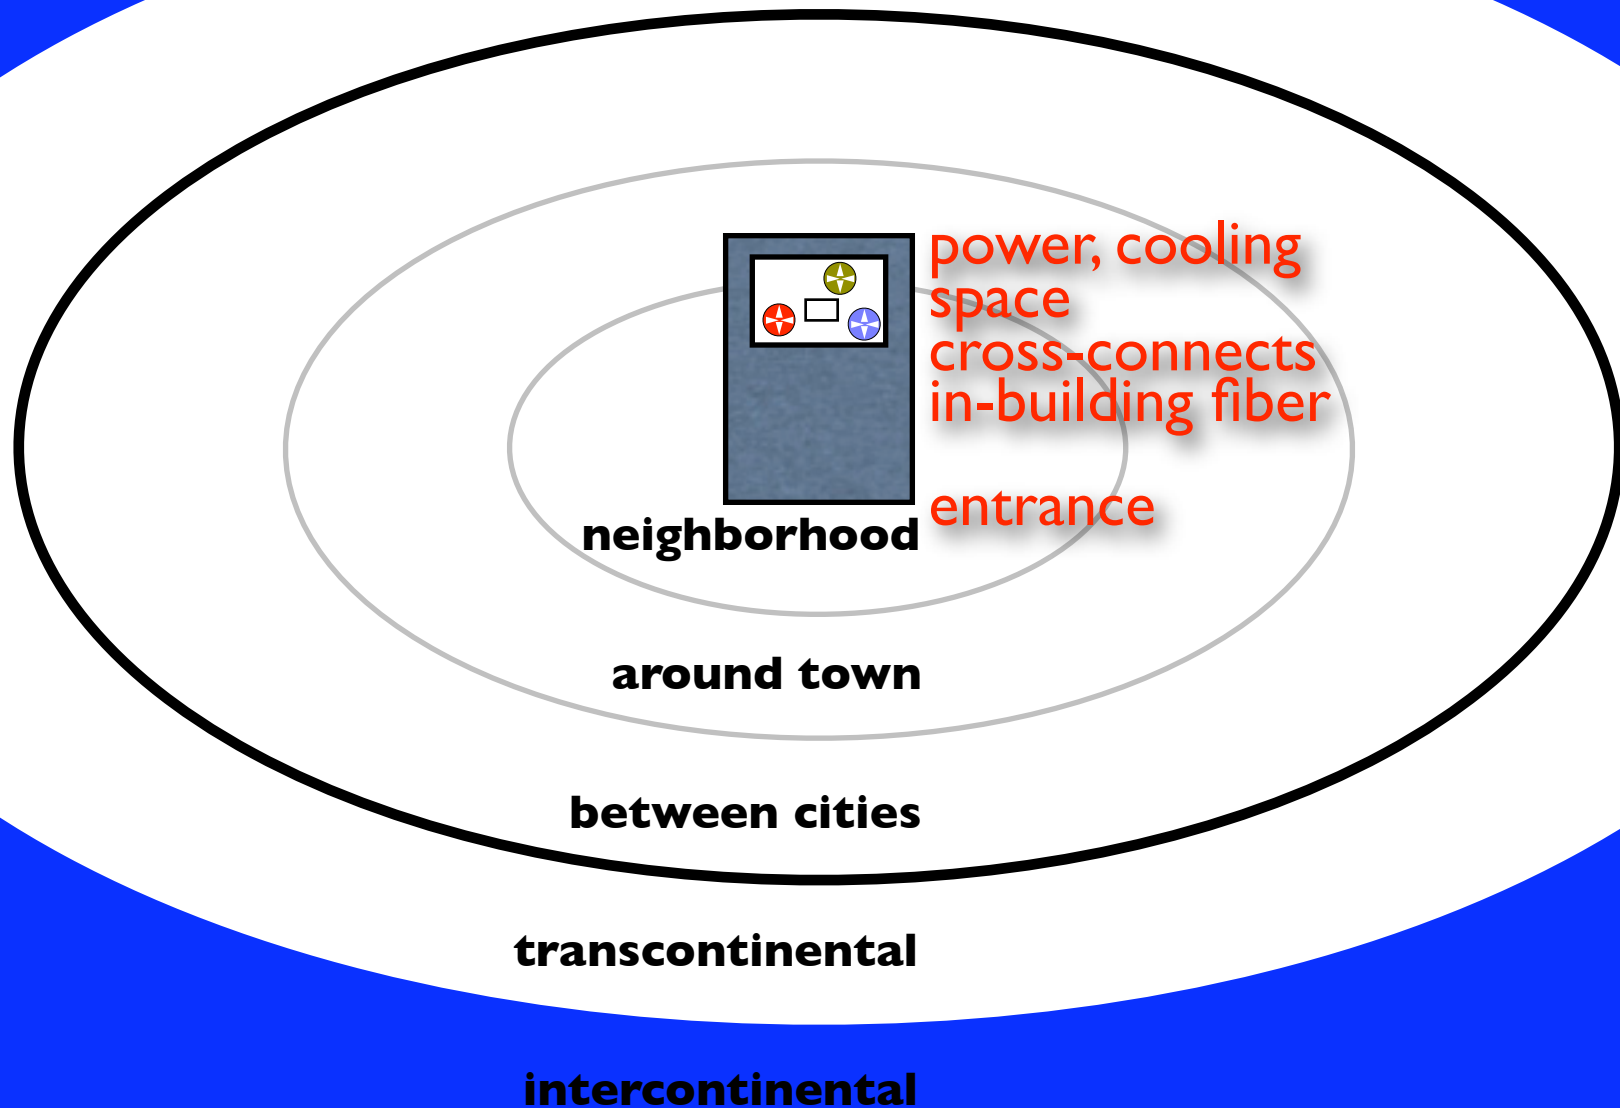 power, cooling
space
cross-connects
in-building fiber
entrance
neighborhood
around town
between cities
transcontinental
intercontinental